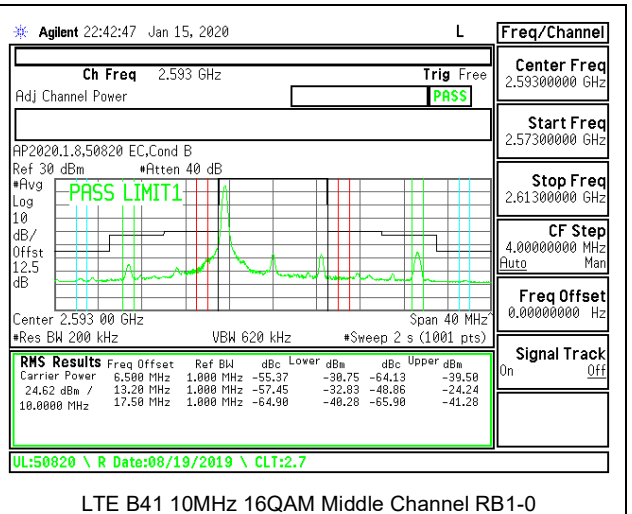 Agilent 22:42:47 Jan 15, 2020 L
Freq/Channel
Ch Freq 2.593 GHz Trig Free
Adj Channel Power PASS
AP2020.1.8,50820 EC,Cond B
Ref 30 dBm #Atten 40 dB
#Avg
Log
10
dB/
Offst
12.5
dB
PASS LIMIT1
Center 2.593 00 GHz Span 40 MHz
#Res BW 200 kHz VBW 620 kHz #Sweep 2 s (1001 pts)
RMS Results Freq Offset Ref BW dBc Lower dBm dBc Upper dBm
Carrier Power 6.500 MHz 1.000 MHz -55.37 -30.75 -64.13 -39.50
24.62 dBm / 13.20 MHz 1.000 MHz -57.45 -32.83 -48.86 -24.24
10.0000 MHz 17.50 MHz 1.000 MHz -64.90 -40.28 -65.90 -41.28
UL:50820 \ R Date:08/19/2019 \ CLT:2.7
Center Freq
2.59300000 GHz
Start Freq
2.57300000 GHz
Stop Freq
2.61300000 GHz
CF Step
4.00000000 MHz
Auto Man
Freq Offset
0.00000000 Hz
Signal Track
On Off
LTE B41 10MHz 16QAM Middle Channel RB1-0